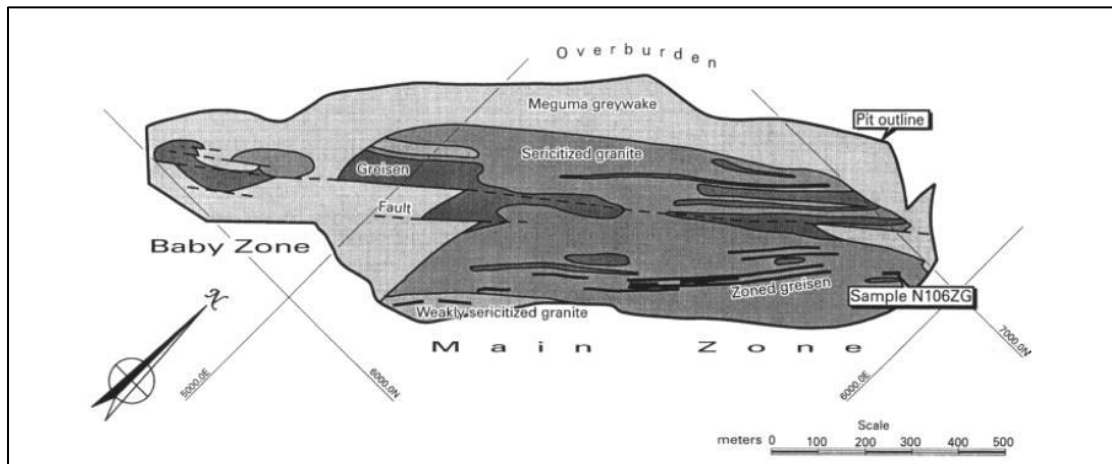 Overburden
Meguma greywake
Pit outline
Sericitized granite
Greisen
Fault
Baby Zone
Zoned greisen
Sample N106ZG
Weakly sericitized granite
Main Zone
N
5000.0E
6000.0N
6000.0E
7000.0N
Scale
meters 0 100 200 300 400 500